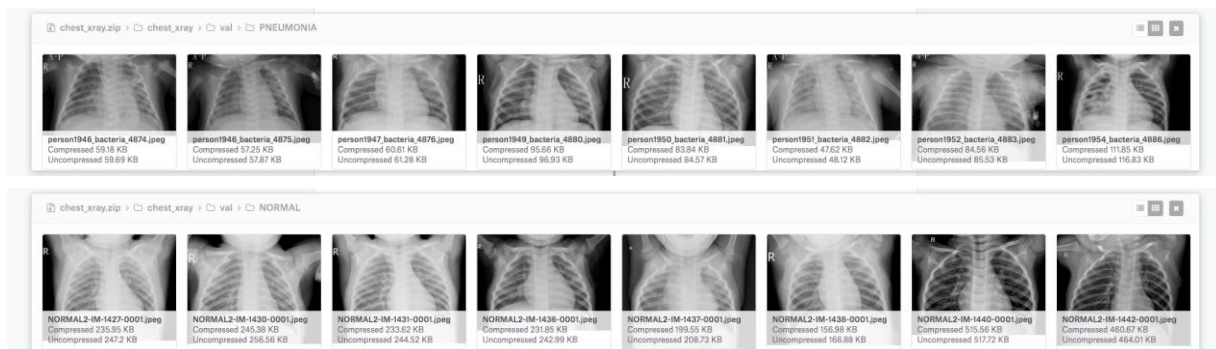 chest_xray.zip > chest_xray > val > PNEUMONIA
A P
R
A P
R
R
R
A P
R
R
person1946_bacteria_4874.jpeg
Compressed 59.18 KB
Uncompressed 59.69 KB
person1946_bacteria_4875.jpeg
Compressed 57.25 KB
Uncompressed 57.87 KB
person1947_bacteria_4876.jpeg
Compressed 60.61 KB
Uncompressed 61.28 KB
person1949_bacteria_4880.jpeg
Compressed 95.66 KB
Uncompressed 96.93 KB
person1950_bacteria_4881.jpeg
Compressed 83.84 KB
Uncompressed 84.57 KB
person1951_bacteria_4882.jpeg
Compressed 47.62 KB
Uncompressed 48.12 KB
person1952_bacteria_4883.jpeg
Compressed 84.56 KB
Uncompressed 85.53 KB
person1954_bacteria_4886.jpeg
Compressed 111.85 KB
Uncompressed 116.83 KB
chest_xray.zip > chest_xray > val > NORMAL
R
R
R
R
R
R
R
NORMAL2-IM-1427-0001.jpeg
Compressed 235.95 KB
Uncompressed 247.2 KB
NORMAL2-IM-1430-0001.jpeg
Compressed 245.38 KB
Uncompressed 256.56 KB
NORMAL2-IM-1431-0001.jpeg
Compressed 233.62 KB
Uncompressed 244.52 KB
NORMAL2-IM-1436-0001.jpeg
Compressed 231.85 KB
Uncompressed 242.99 KB
NORMAL2-IM-1437-0001.jpeg
Compressed 199.55 KB
Uncompressed 208.73 KB
NORMAL2-IM-1438-0001.jpeg
Compressed 156.98 KB
Uncompressed 166.88 KB
NORMAL2-IM-1440-0001.jpeg
Compressed 515.56 KB
Uncompressed 517.72 KB
NORMAL2-IM-1442-0001.jpeg
Compressed 460.67 KB
Uncompressed 464.01 KB